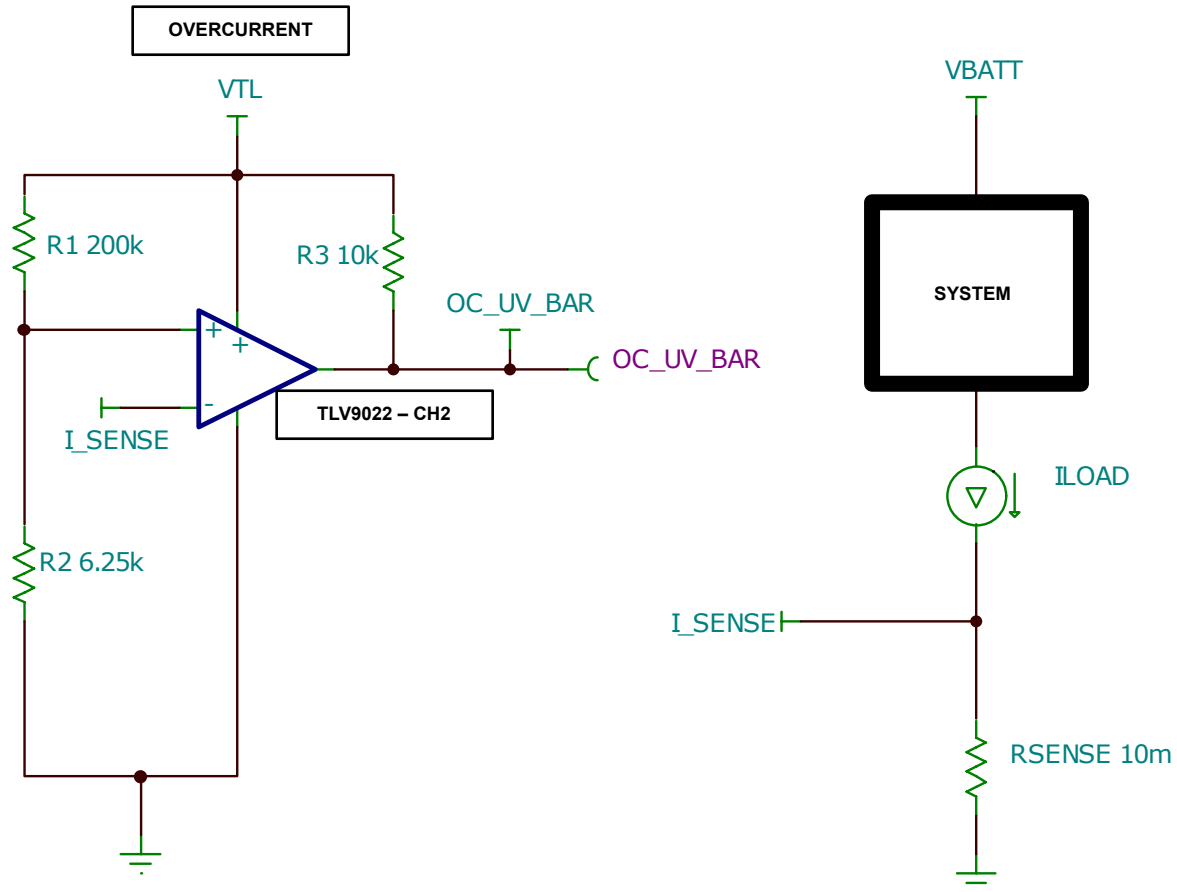 OVERCURRENT
VTL
R1 200k
R3 10k
OC_UV_BAR
OC_UV_BAR
+
+
-
I_SENSE
TLV9022 – CH2
R2 6.25k
VBATT
SYSTEM
ILOAD
I_SENSE
RSENSE 10m